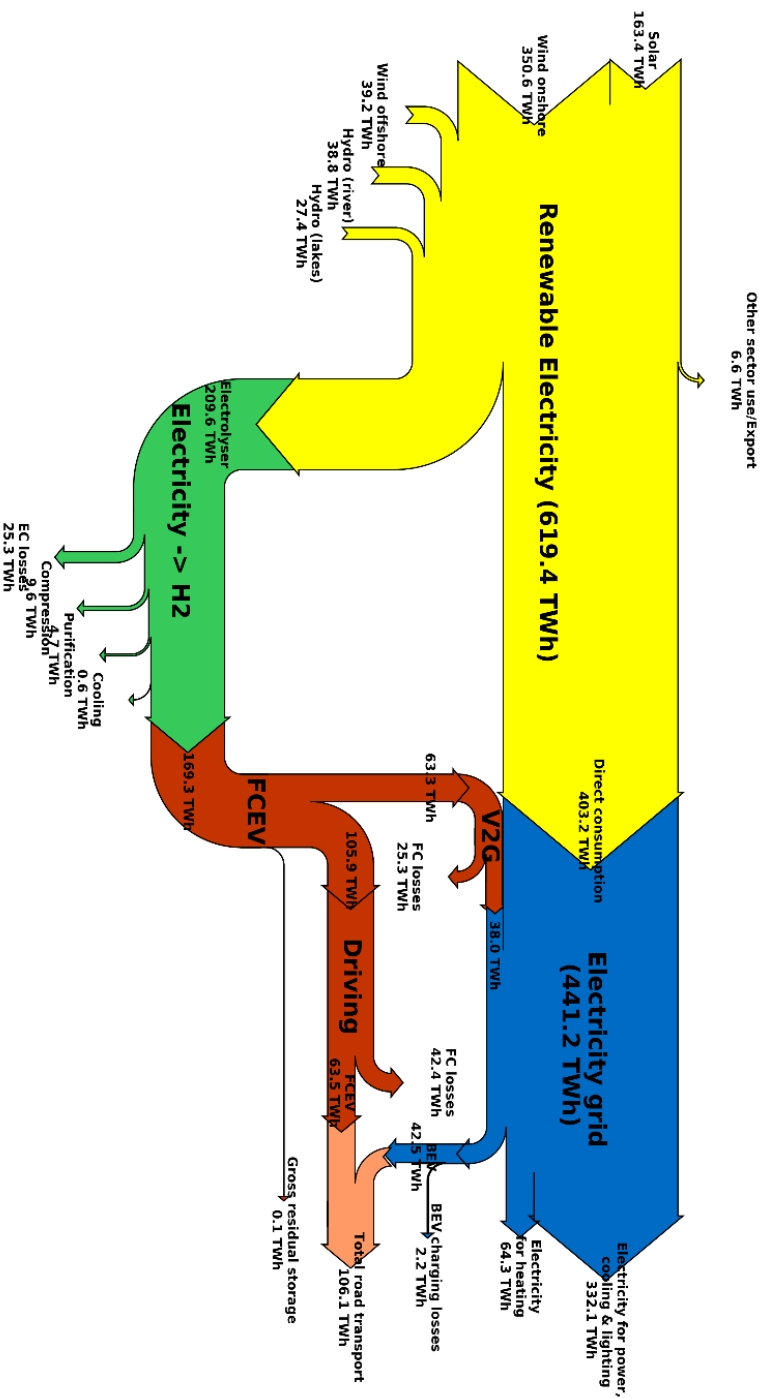 Solar
163.4 TWh
Wind onshore
350.6 TWh
Wind offshore
39.2 TWh
Hydro (river)
38.8 TWh
Hydro (lakes)
27.4 TWh
Renewable Electricity (619.4 TWh)
Other sector use/Export
6.6 TWh
Electrolyser
209.6 TWh
Electricity -> H2
EC losses
25.3 TWh
Compression
9.6 TWh
Purification
4.7 TWh
Cooling
0.6 TWh
169.3 TWh
FCEV
63.3 TWh
V2G
FC losses
25.3 TWh
38.0 TWh
105.9 TWh
Driving
FC losses
42.4 TWh
FCEV
63.5 TWh
Direct consumption
403.2 TWh
Electricity grid
(441.2 TWh)
BEV
42.5 TWh
BEV charging losses
2.2 TWh
Gross residual storage
0.1 TWh
Total road transport
106.1 TWh
Electricity
for heating
64.3 TWh
Electricity for power,
cooling & lighting
332.1 TWh